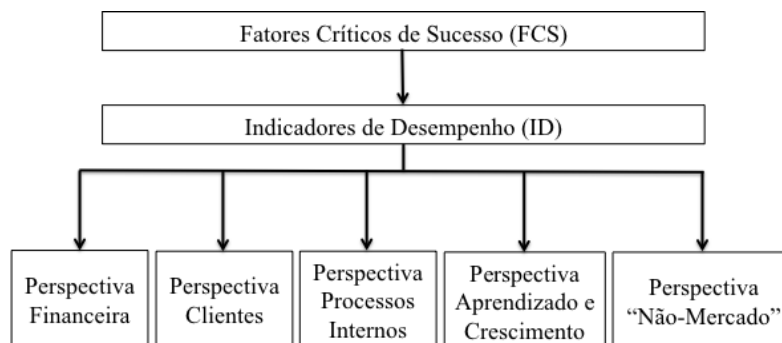 Fatores Críticos de Sucesso (FCS)
Indicadores de Desempenho (ID)
Perspectiva
Financeira
Perspectiva
Clientes
Perspectiva
Processos
Internos
Perspectiva
Aprendizado e
Crescimento
Perspectiva
“Não-Mercado”